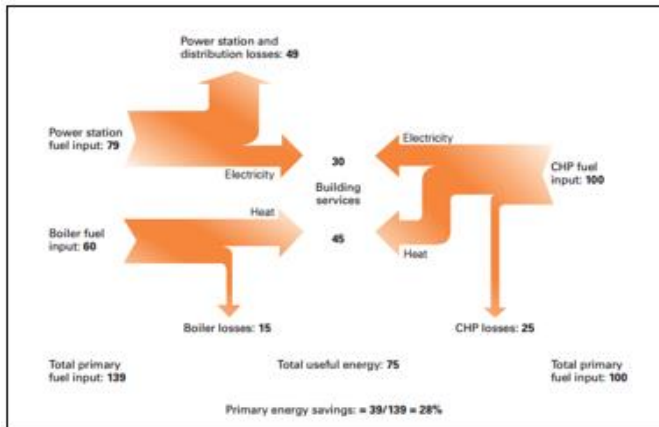 Power station and
distribution losses: 49
Power station
fuel input: 79
Electricity
Electricity
30
Building
services
CHP fuel
input: 100
Heat
Boiler fuel
input: 60
45
Heat
Boiler losses: 15
CHP losses: 25
Total primary
fuel input: 139
Total useful energy: 75
Total primary
fuel input: 100
Primary energy savings: = 39/139 = 28%